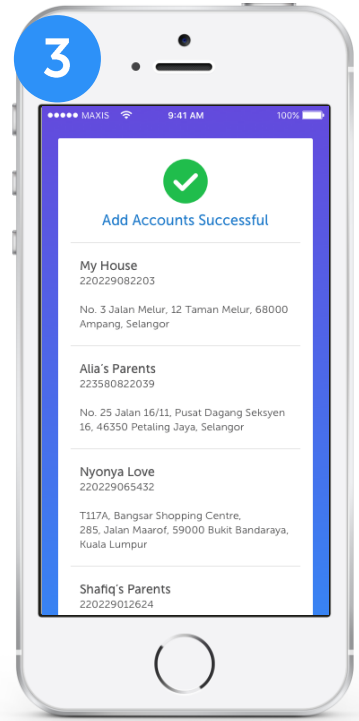 3
MAXIS
9:41 AM
100%
Add Accounts Successful
My House
220229082203
No. 3 Jalan Melur, 12 Taman Melur, 68000
Ampang, Selangor
Alia's Parents
223580822039
No. 25 Jalan 16/11, Pusat Dagang Seksyen
16, 46350 Petaling Jaya, Selangor
Nyonya Love
220229065432
T117A, Bangsar Shopping Centre,
285, Jalan Maarof, 59000 Bukit Bandaraya,
Kuala Lumpur
Shafiq's Parents
220229012624